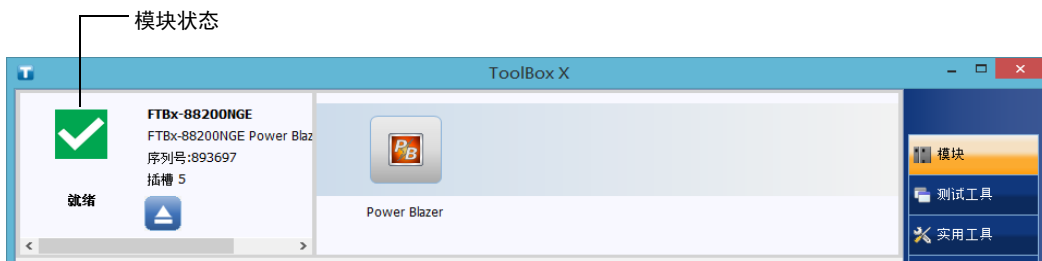 模块状态
ToolBox X
FTBx-88200NGE
FTBx-88200NGE Power Blaz
序列号:893697
插槽 5
就绪
Power Blazer
模块
测试工具
实用工具